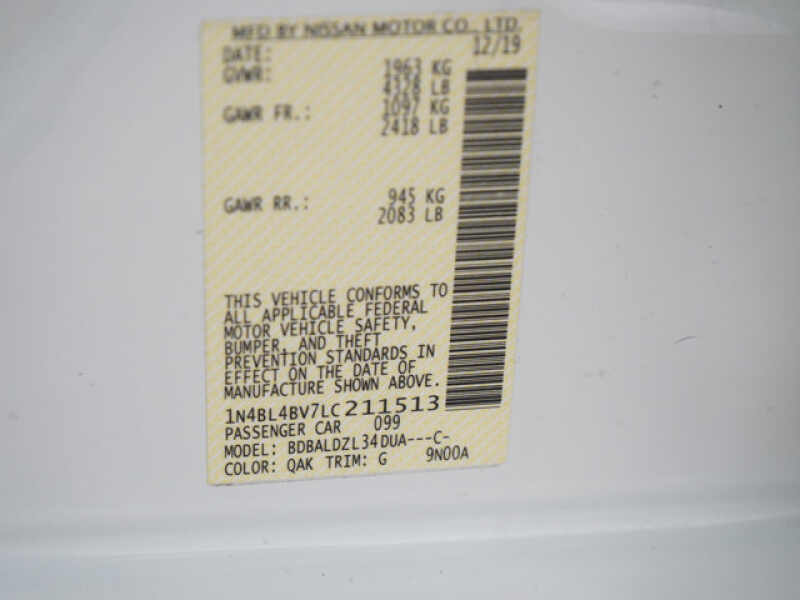 MFD BY NISSAN MOTOR CO., LTD.
DATE: 12/19
GVWR: 1963 KG
4328 LB
GAWR FR.: 1097 KG
2418 LB
GAWR RR.: 945 KG
2083 LB
THIS VEHICLE CONFORMS TO
ALL APPLICABLE FEDERAL
MOTOR VEHICLE SAFETY,
BUMPER, AND THEFT
PREVENTION STANDARDS IN
EFFECT ON THE DATE OF
MANUFACTURE SHOWN ABOVE.
1N4BL4BV7LC211513
PASSENGER CAR 099
MODEL: BDBALDZL34DUA---C-
COLOR: QAK TRIM: G 9N00A